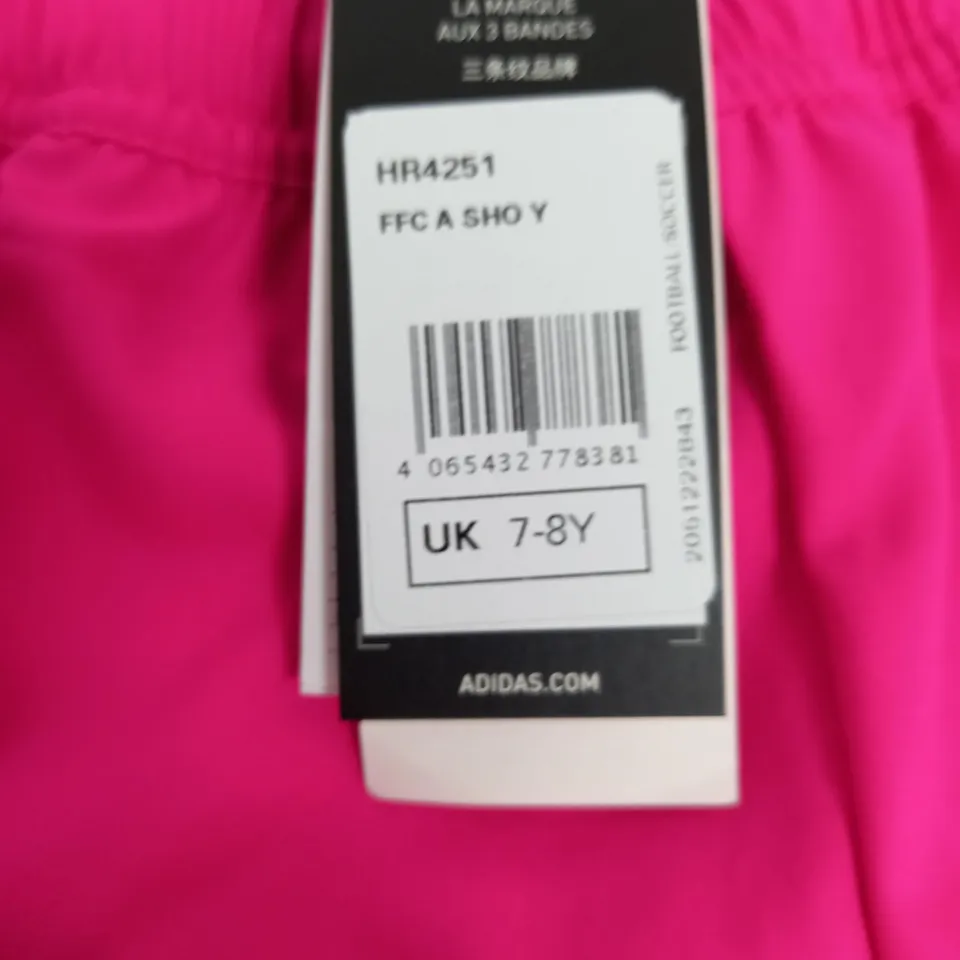 LA MARQUE
AUX 3 BANDES
三条纹品牌
HR4251
FFC A SHO Y
FOOTBALL SOCCER
4 065432 778381
UK 7-8Y
ADIDAS.COM